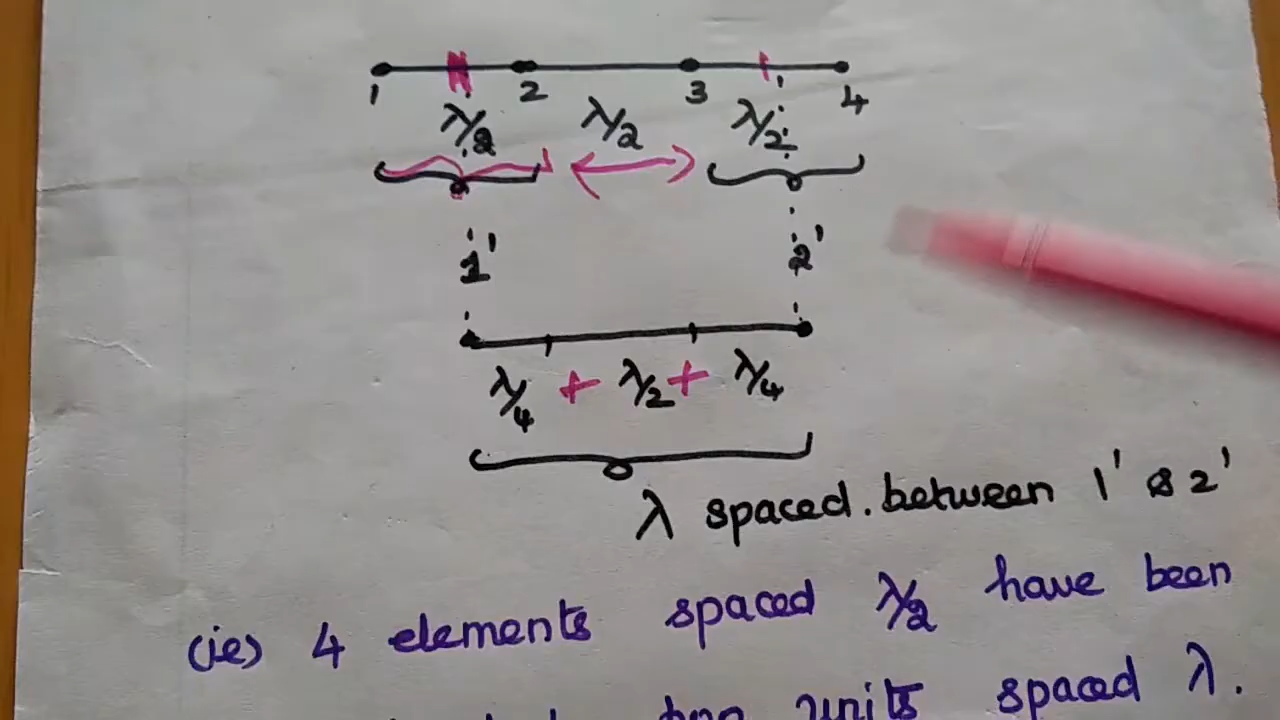 1 2 3 4
λ/2 λ/2 λ/2
1' 2'
λ/4 + λ/2 + λ/4
λ spaced. between 1' & 2'
(ie) 4 elements spaced λ/2 have been
units spaced λ.